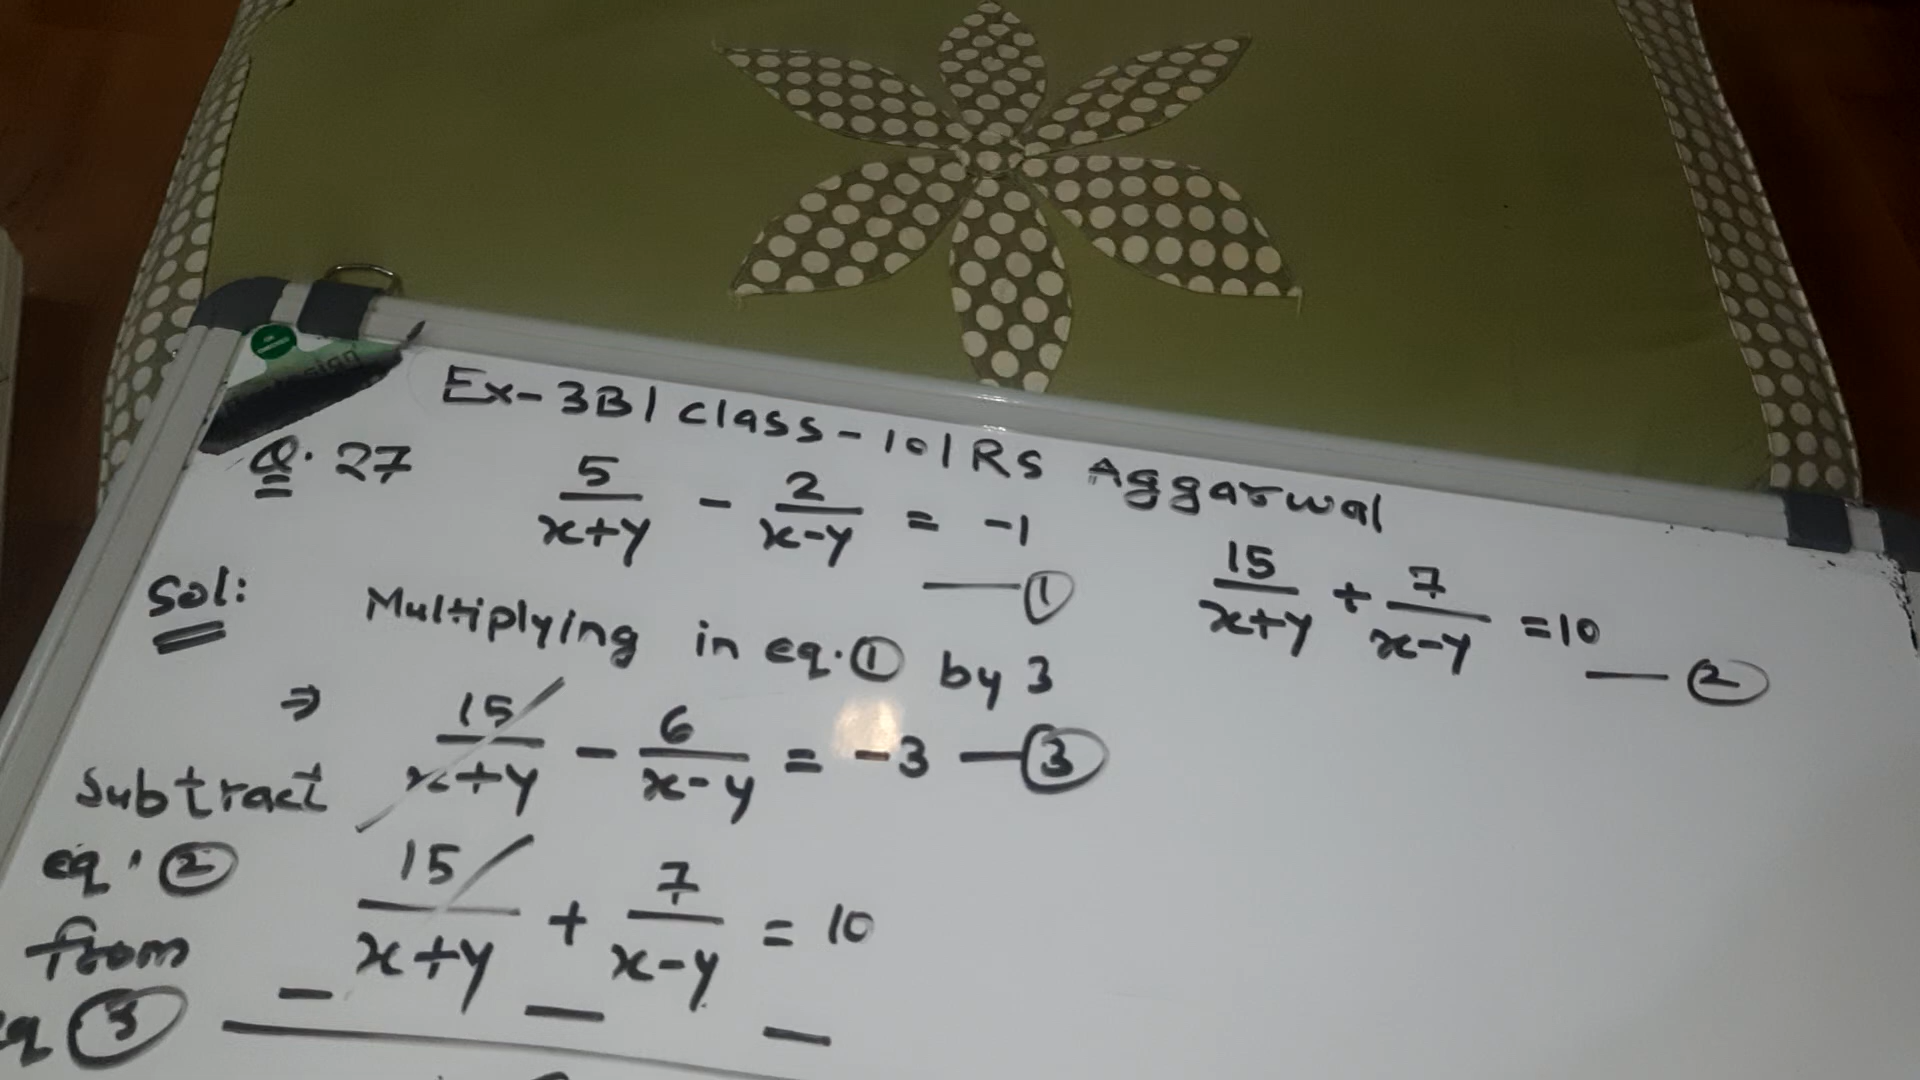 Ex-3B | class-10 | RS Aggarwal
Q. 27 5/(x+y) - 2/(x-y) = -1 —① 15/(x+y) + 7/(x-y) = 10 —②
Sol: Multiplying in eq.① by 3
⇒ 15/(x+y) - 6/(x-y) = -3 —③
Subtract
eq. ② 15/(x+y) + 7/(x-y) = 10
from
eq ③ — — —